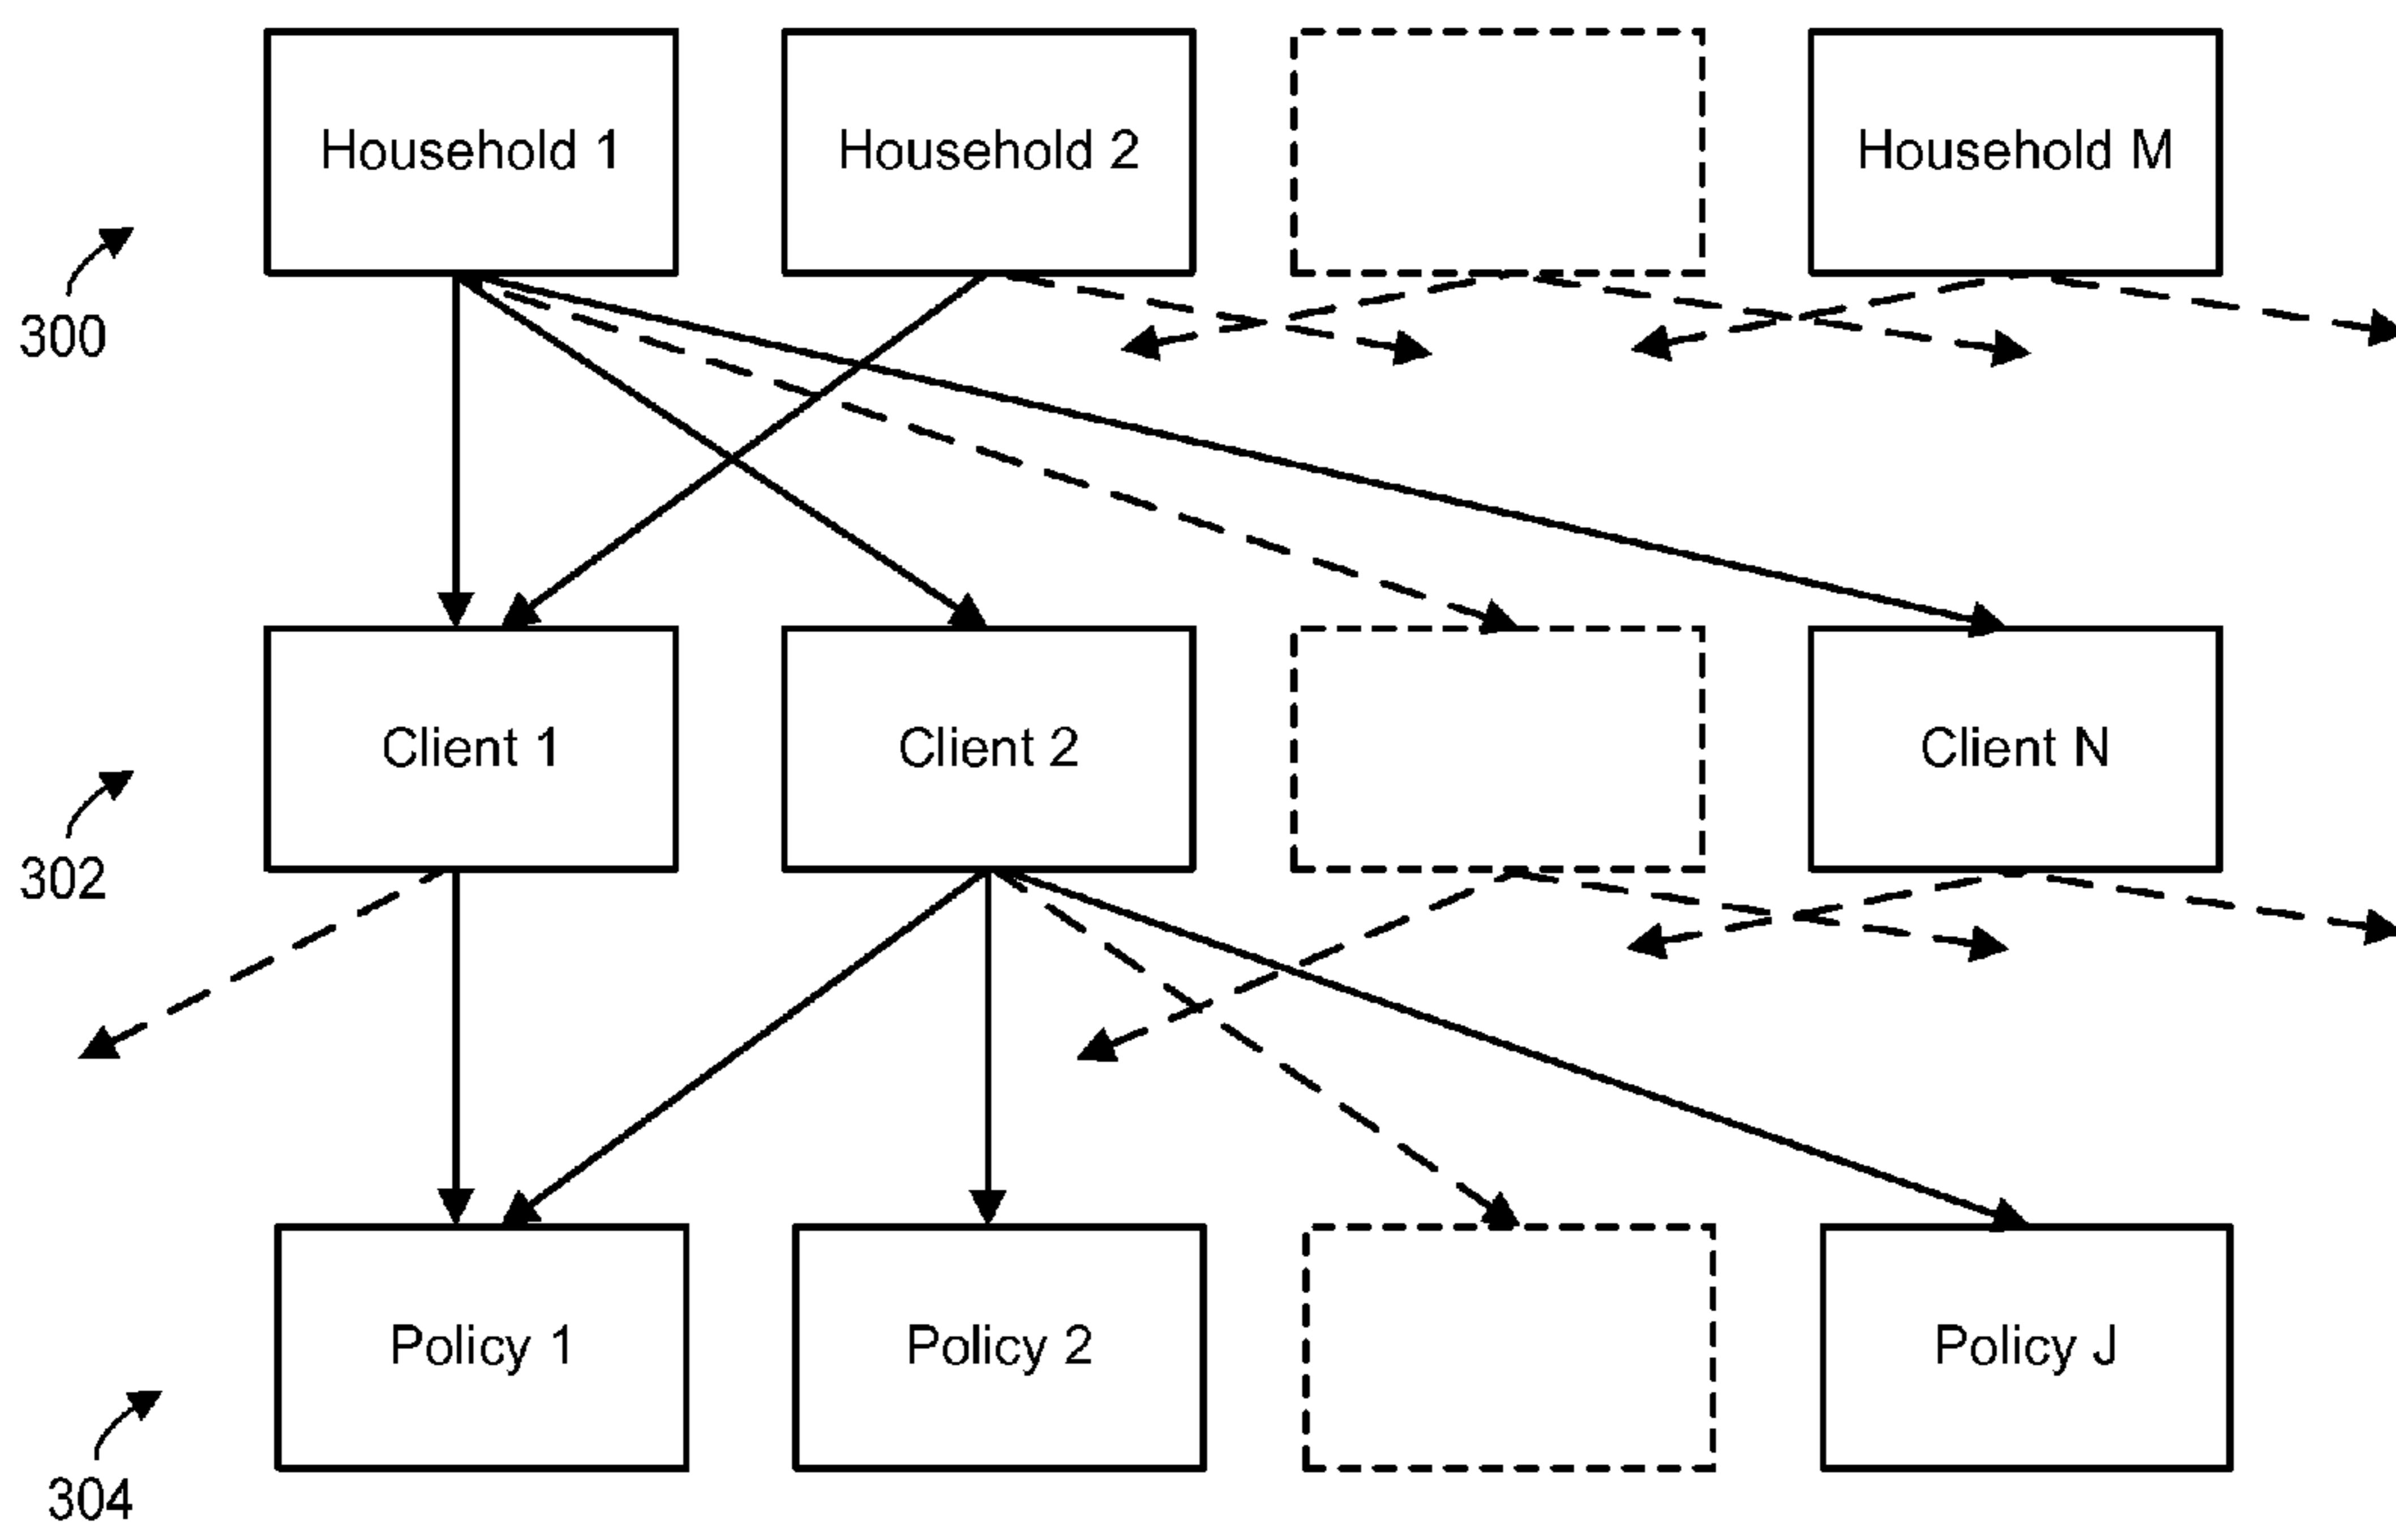 Household 1
Household 2
Household M
300
Client 1
Client 2
Client N
302
Policy 1
Policy 2
Policy J
304